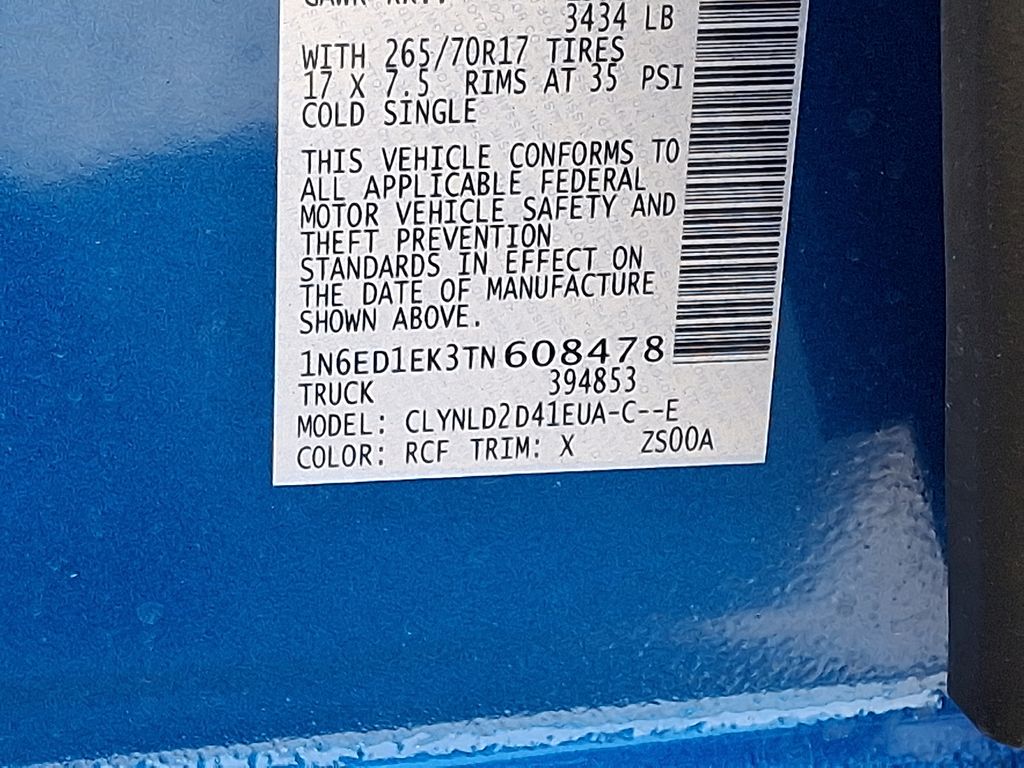 3434 LB
WITH 265/70R17 TIRES
17 X 7.5 RIMS AT 35 PSI
COLD SINGLE
THIS VEHICLE CONFORMS TO
ALL APPLICABLE FEDERAL
MOTOR VEHICLE SAFETY AND
THEFT PREVENTION
STANDARDS IN EFFECT ON
THE DATE OF MANUFACTURE
SHOWN ABOVE.
1N6ED1EK3TN608478
TRUCK 394853
MODEL: CLYNLD2D41EUA-C--E
COLOR: RCF TRIM: X ZS00A